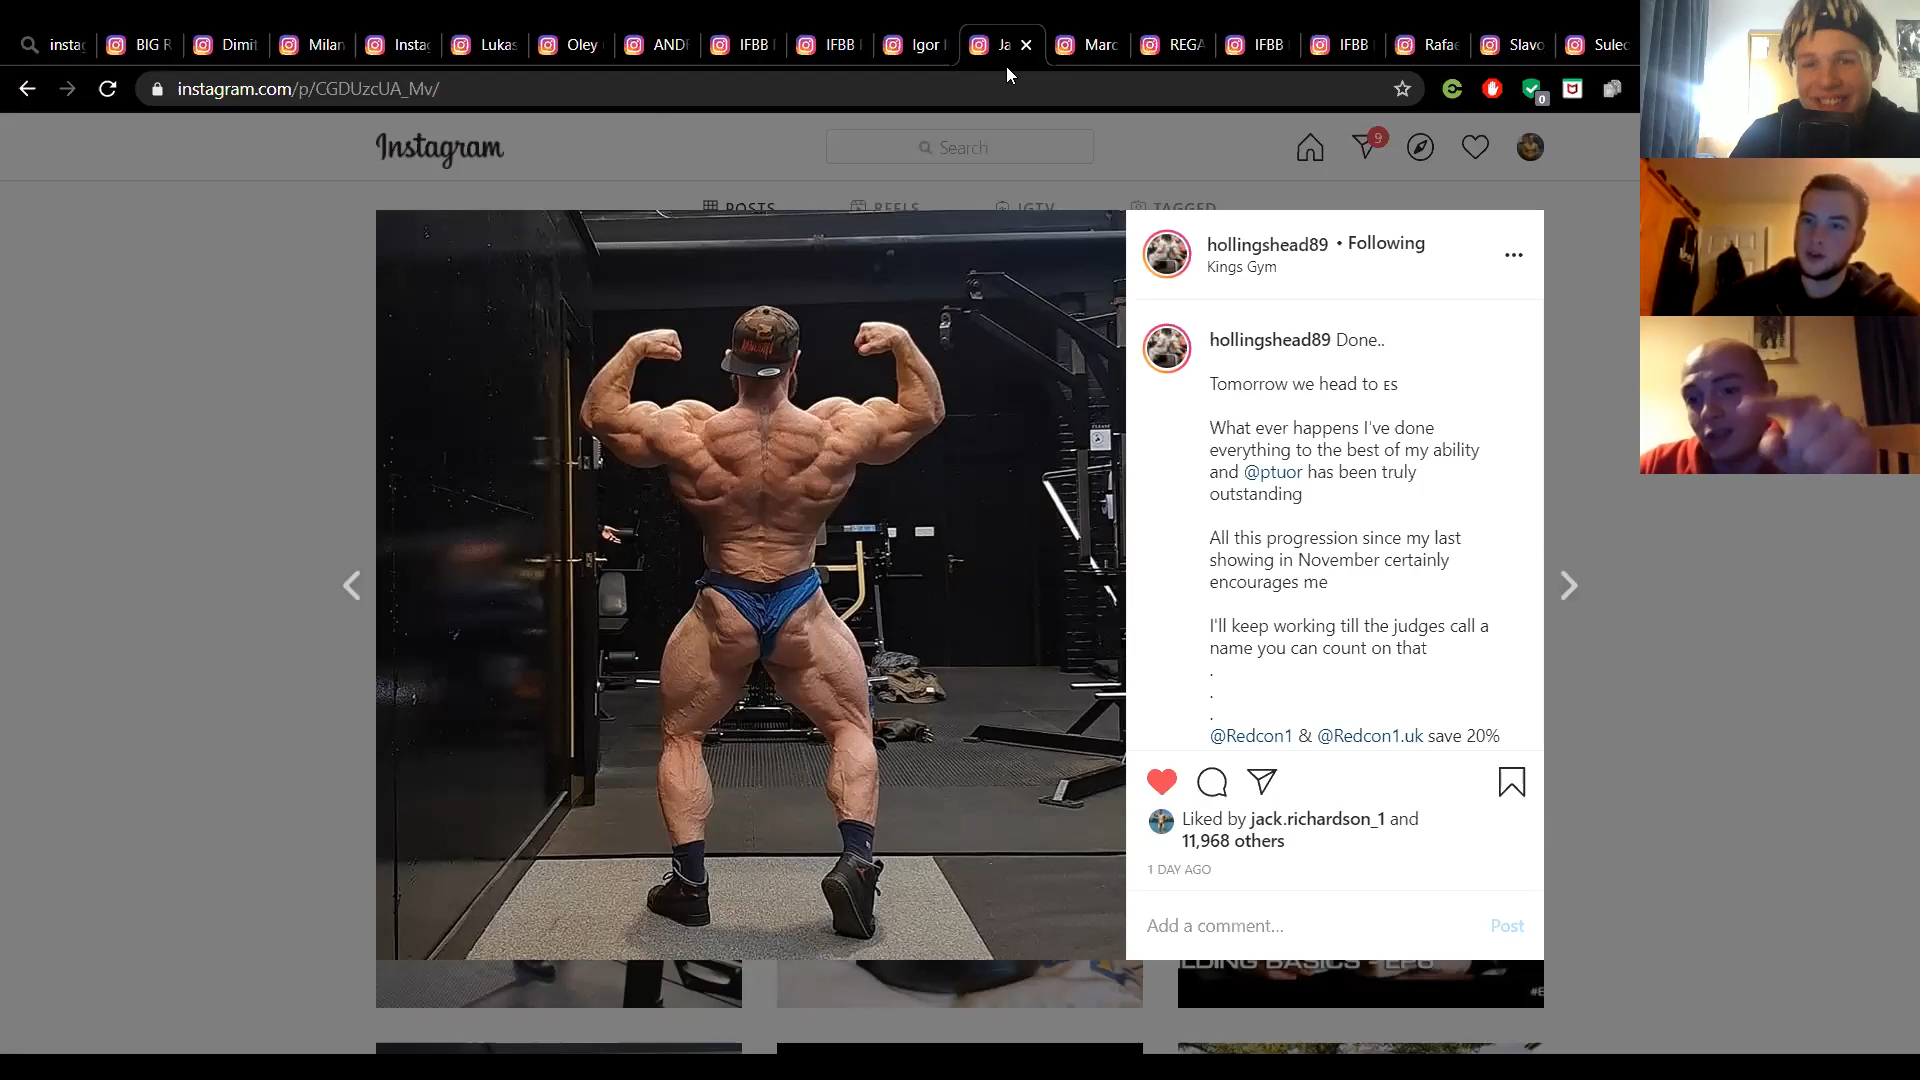 insta
BIG R
Dimit
Milan
Insta
Lukas
Oley
AND
IFBB
IFBB
Igor
Ja
Marc
REGA
IFBB
IFBB
Rafa
Slavo
Sule
instagram.com/p/CGDUzcUA_Mv/
0
Instagram
Search
9
POSTS
REELS
IGTV
TAGGED
hollingshead89 • Following
Kings Gym
hollingshead89 Done..
Tomorrow we head to ᴇs
What ever happens I've done
everything to the best of my ability
and @ptuor has been truly
outstanding
All this progression since my last
showing in November certainly
encourages me
I'll keep working till the judges call a
name you can count on that
.
.
.
@Redcon1 & @Redcon1.uk save 20%
Liked by jack.richardson_1 and
11,968 others
1 DAY AGO
Add a comment...
Post
PLEASE